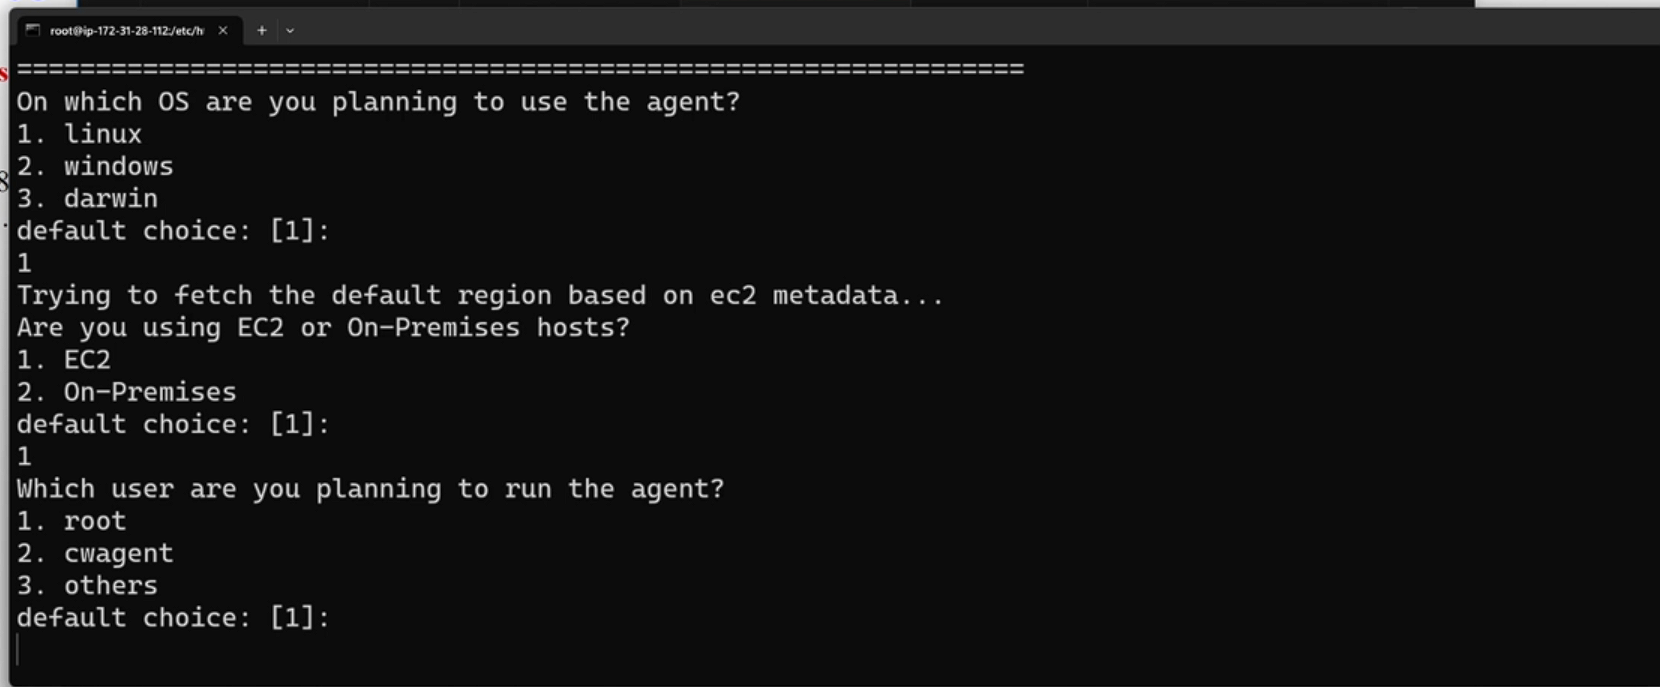 root@ip-172-31-28-112:/etc/h
s
=================================================================
On which OS are you planning to use the agent?
1. linux
2. windows
3. darwin
default choice: [1]:
1
Trying to fetch the default region based on ec2 metadata...
Are you using EC2 or On-Premises hosts?
1. EC2
2. On-Premises
default choice: [1]:
1
Which user are you planning to run the agent?
1. root
2. cwagent
3. others
default choice: [1]: